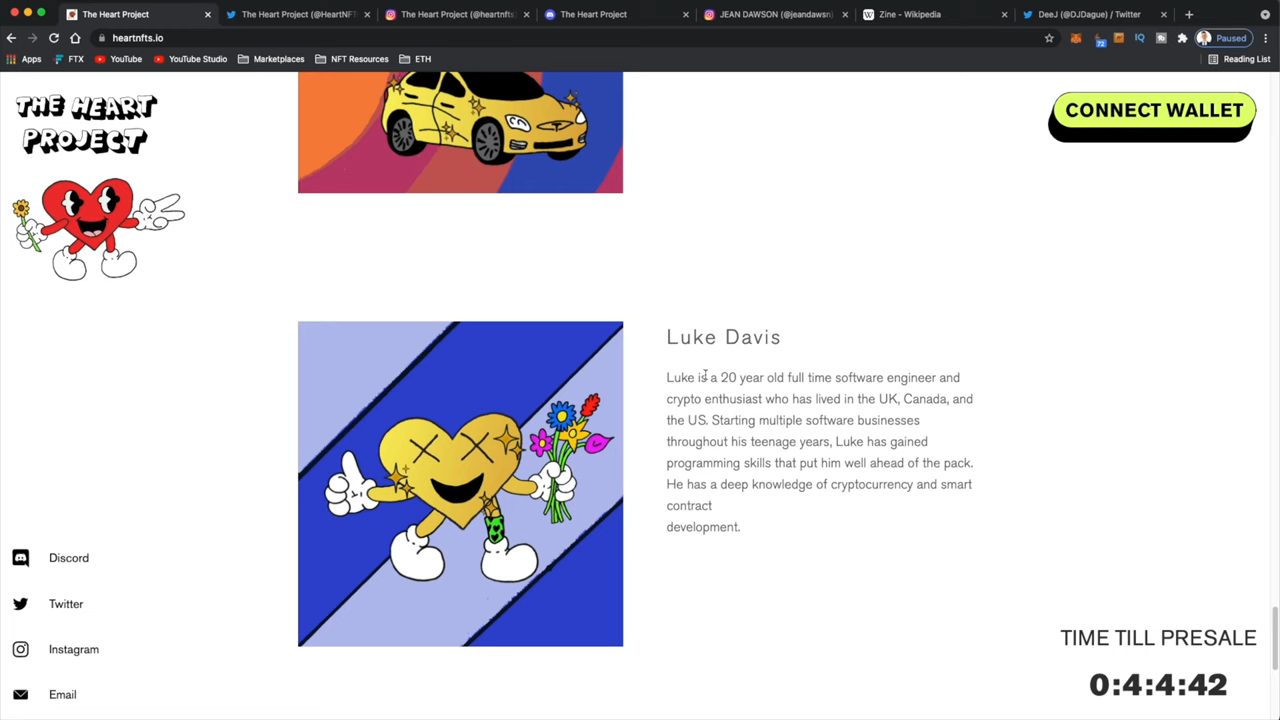 The Heart Project
The Heart Project (@HeartNFT
The Heart Project (@heartnfts
The Heart Project
JEAN DAWSON (@jeandawsn)
Zine - Wikipedia
DeeJ (@DJDague) / Twitter
heartnfts.io
72
IQ
Paused
Apps
FTX
YouTube
YouTube Studio
Marketplaces
NFT Resources
ETH
Reading List
THE HEART
PROJECT
CONNECT WALLET
Luke Davis
Luke is a 20 year old full time software engineer and
crypto enthusiast who has lived in the UK, Canada, and
the US. Starting multiple software businesses
throughout his teenage years, Luke has gained
programming skills that put him well ahead of the pack.
He has a deep knowledge of cryptocurrency and smart
contract
development.
Discord
Twitter
Instagram
Email
TIME TILL PRESALE
0:4:4:42